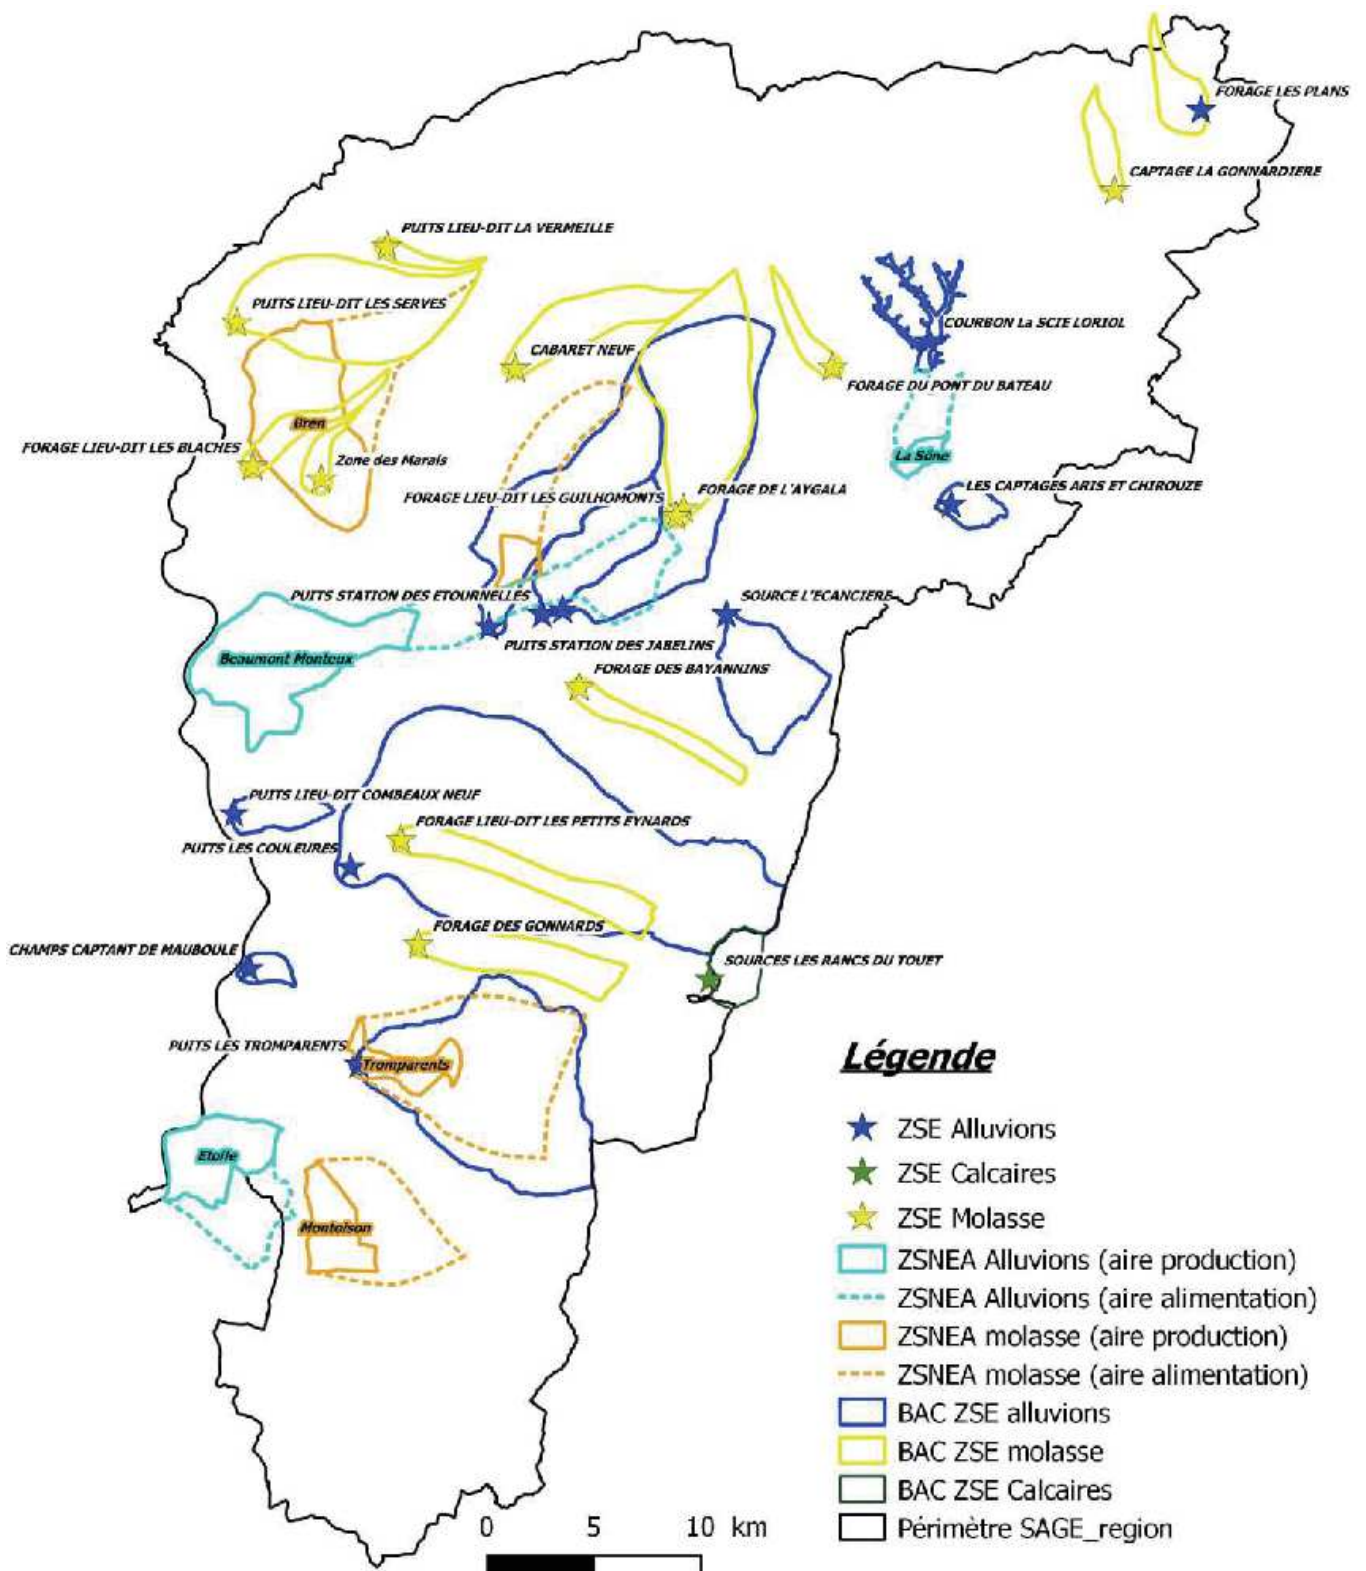 FORAGE LES PLANS
CAPTAGE LA GONNARDIERE
PUITS LIEU-DIT LA VERMEILLE
PUITS LIEU-DIT LES SERVES
COURBON La SCIE LORIOL
CABARET NEUF
FORAGE DU PONT DU BATEAU
Bren
FORAGE LIEU-DIT LES BLACHES
Zone des Marais
La Sône
FORAGE LIEU-DIT LES GUILHOMONTS
FORAGE DE L'AYGALA
LES CAPTAGES ARIS ET CHIROUZE
PUITS STATION DES ETOURNELLES
SOURCE L'ECANCIERE
PUITS STATION DES JABELINS
Beaumont Monteux
FORAGE DES BAYANNINS
PUITS LIEU-DIT COMBEAUX NEUF
FORAGE LIEU-DIT LES PETITS EYNARDS
PUITS LES COULEURES
FORAGE DES GONNARDS
CHAMPS CAPTANT DE MAUBOULE
SOURCES LES RANCS DU TOUET
PUITS LES TROMPARENTS
Tromparents
Etoile
Montoison
Légende
ZSE Alluvions
ZSE Calcaires
ZSE Molasse
ZSNEA Alluvions (aire production)
ZSNEA Alluvions (aire alimentation)
ZSNEA molasse (aire production)
ZSNEA molasse (aire alimentation)
BAC ZSE alluvions
BAC ZSE molasse
BAC ZSE Calcaires
Périmètre SAGE_region
0 5 10 km